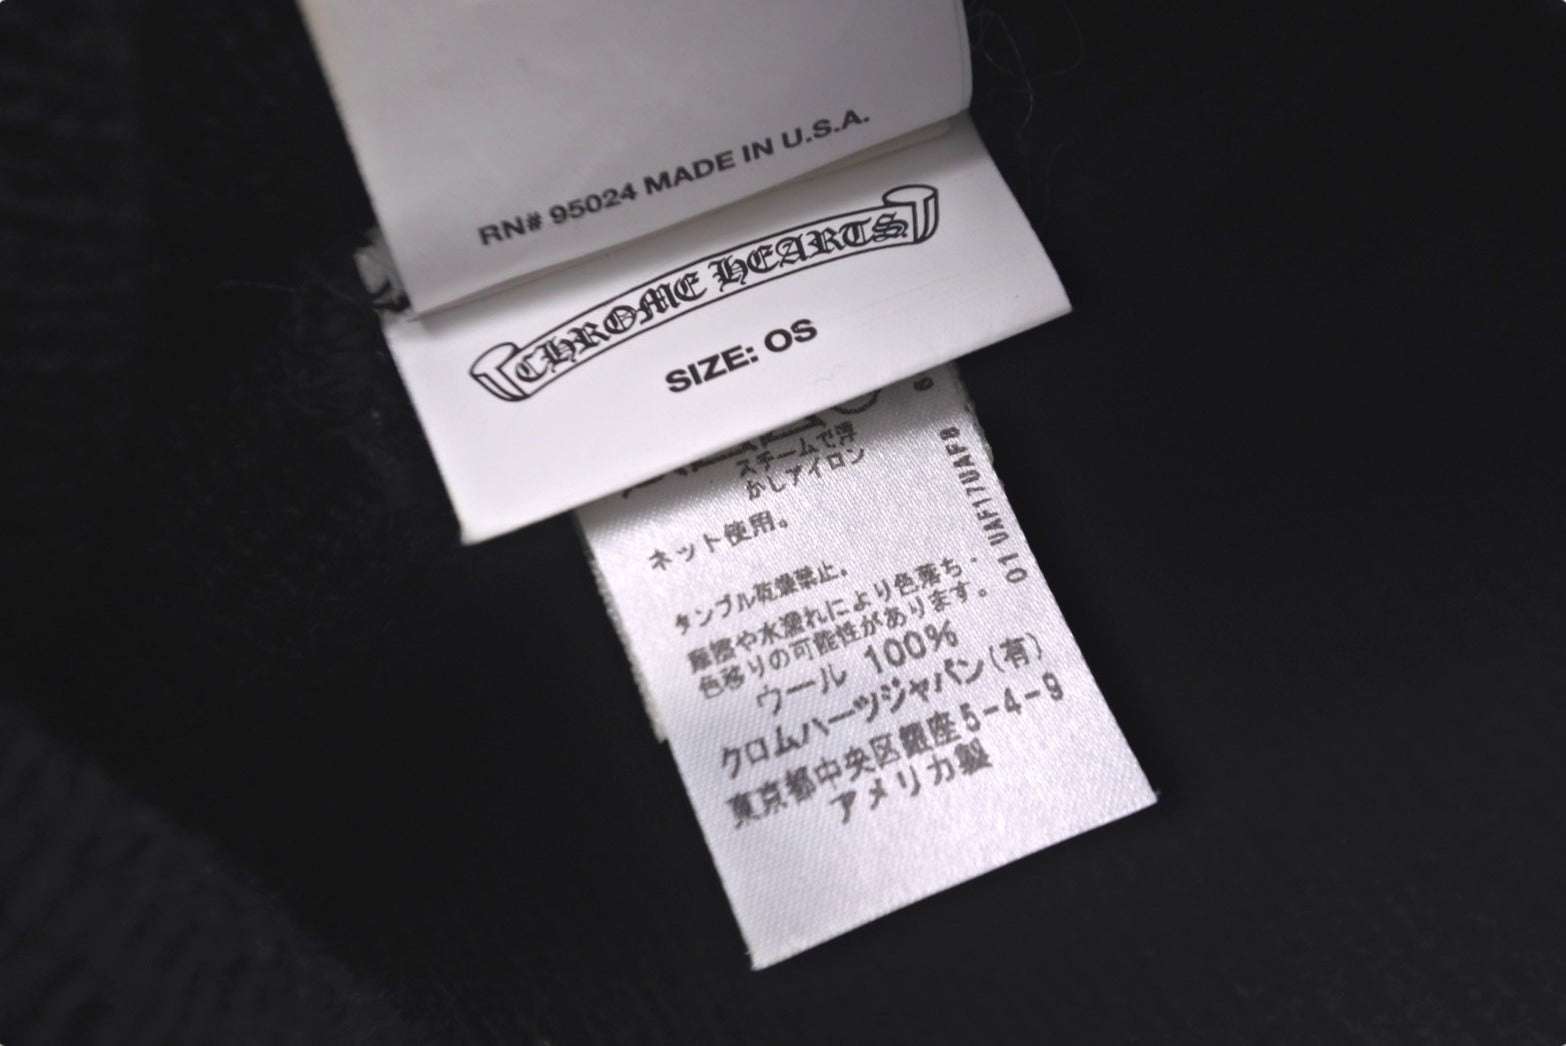 RN# 95024 MADE IN U.S.A.
CHROME HEARTS
SIZE: OS
スチームで浮
かしアイロン
ネット使用。
タンブル乾燥禁止.
摩擦や水濡れにより色落ち・
色移りの可能性があります。
ウール 100%
クロムハーツジャパン(有)
東京都中央区銀座5-4-9
アメリカ製
01 UAF17UAF8